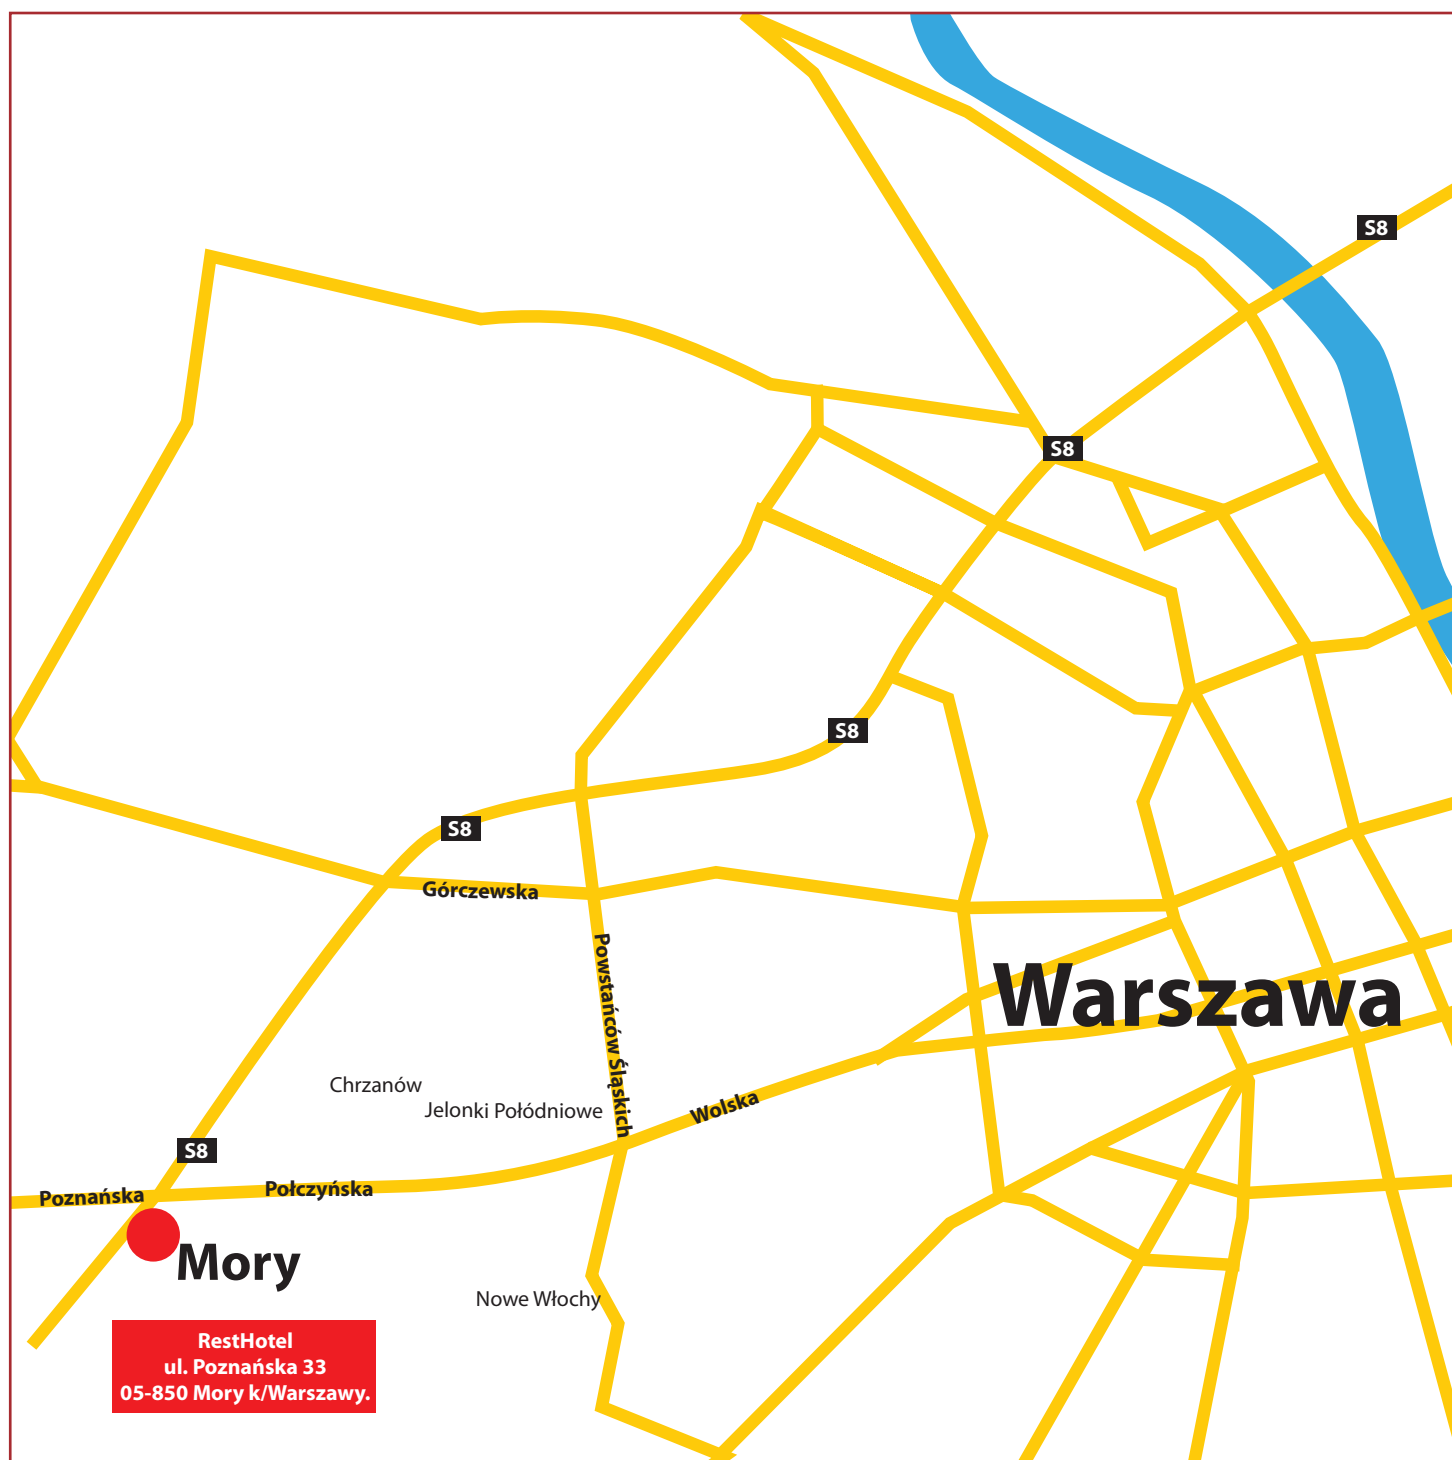 S8
S8
S8
S8
Górczewska
Powstańców Śląskich
Warszawa
Chrzanów
Jelonki Połódniowe
Wolska
S8
Poznańska
Połczyńska
Mory
Nowe Włochy
RestHotel
ul. Poznańska 33
05-850 Mory k/Warszawy.